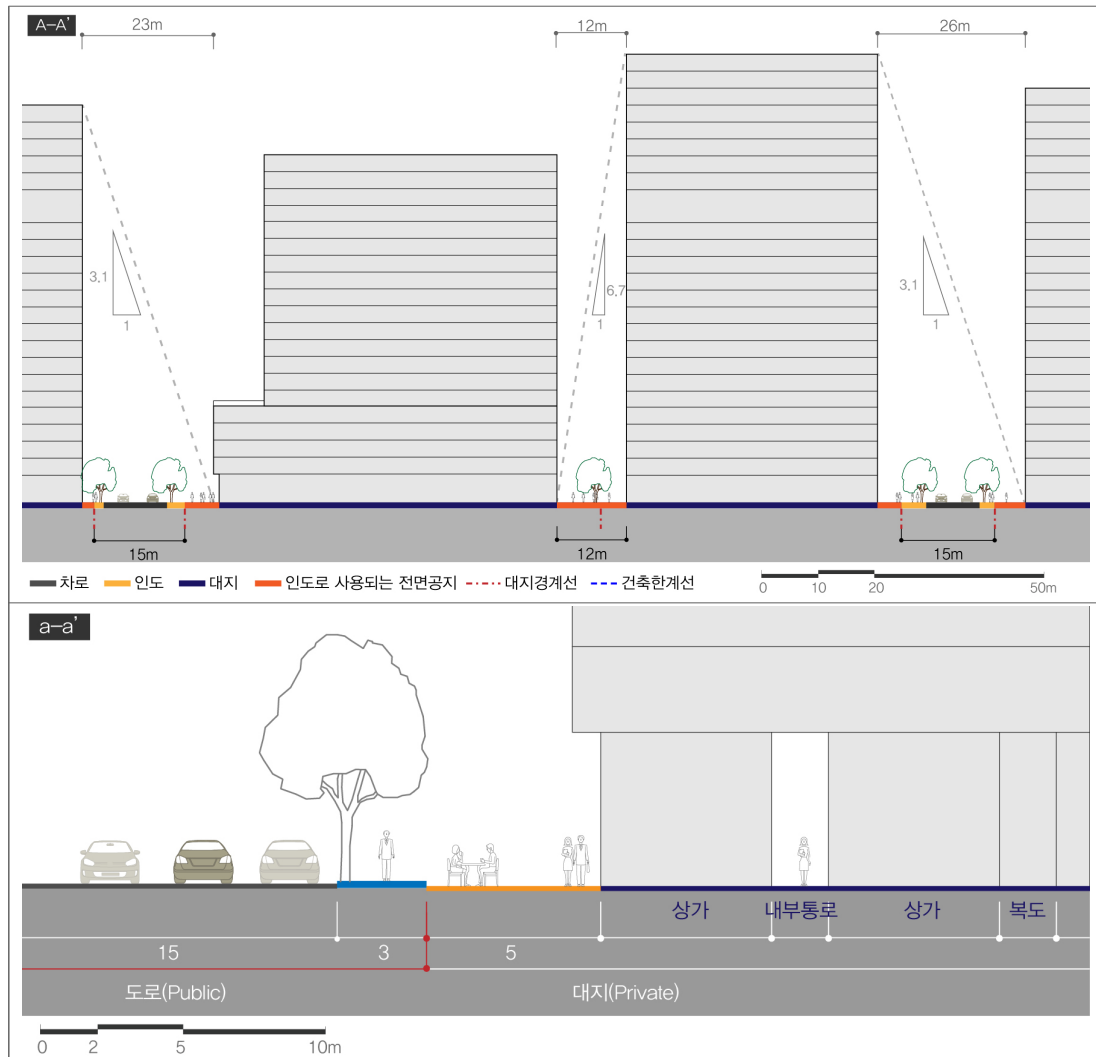 A-A'
23m
12m
26m
3.1
1
6.7
1
3.1
1
15m
12m
15m
차로 인도 대지 인도로 사용되는 전면공지 대지경계선 건축한계선
0 10 20 50m
a-a'
상가 내부통로 상가 복도
15 3 5
도로(Public) 대지(Private)
0 2 5 10m